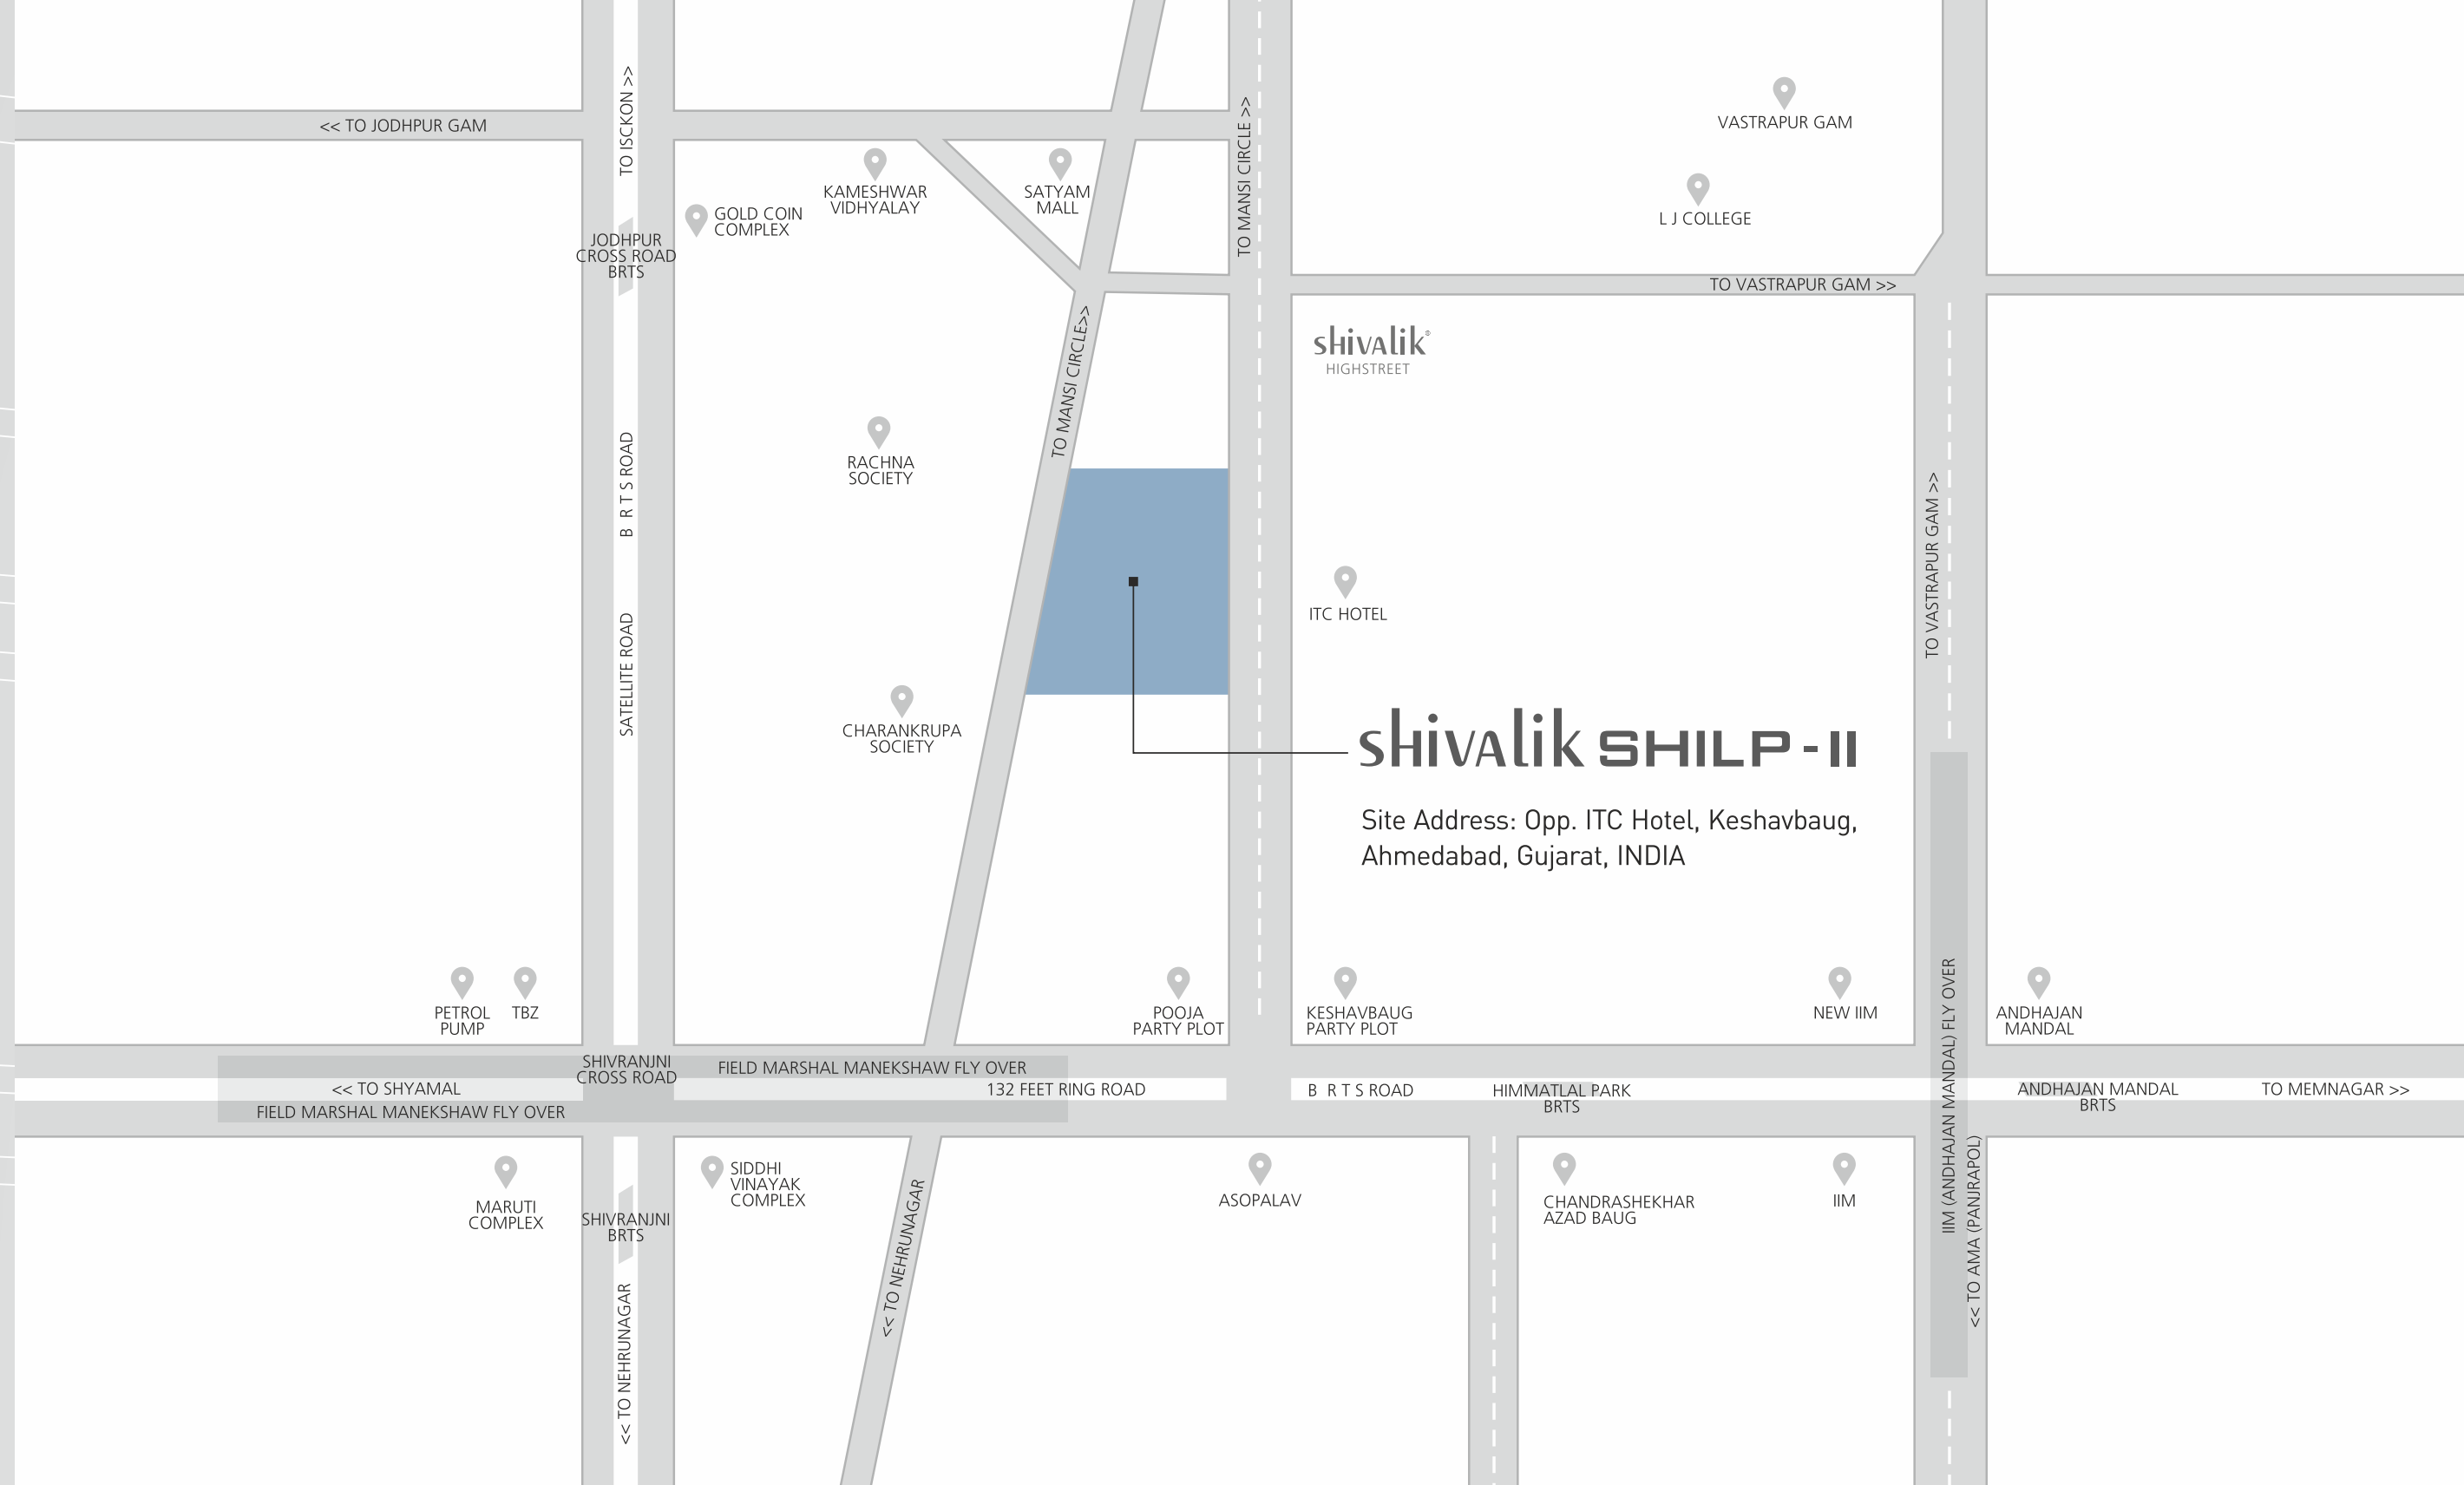 TO ISCKON >>
TO MANSI CIRCLE >>
VASTRAPUR GAM
<< TO JODHPUR GAM
KAMESHWAR
VIDHYALAY
SATYAM
MALL
L J COLLEGE
GOLD COIN
COMPLEX
JODHPUR
CROSS ROAD
BRTS
TO VASTRAPUR GAM >>
TO MANSI CIRCLE>>
shivalik®
HIGHSTREET
B R T S ROAD
RACHNA
SOCIETY
TO VASTRAPUR GAM >>
ITC HOTEL
SATELLITE ROAD
CHARANKRUPA
SOCIETY
shivalik SHILP - II
Site Address: Opp. ITC Hotel, Keshavbaug,
Ahmedabad, Gujarat, INDIA
PETROL
PUMP
TBZ
POOJA
PARTY PLOT
KESHAVBAUG
PARTY PLOT
NEW IIM
IIM (ANDHAJAN MANDAL) FLY OVER
ANDHAJAN
MANDAL
SHIVRANJNI
CROSS ROAD
FIELD MARSHAL MANEKSHAW FLY OVER
<< TO SHYAMAL
132 FEET RING ROAD
B R T S ROAD
HIMMATLAL PARK
BRTS
ANDHAJAN MANDAL
BRTS
TO MEMNAGAR >>
FIELD MARSHAL MANEKSHAW FLY OVER
MARUTI
COMPLEX
SHIVRANJNI
BRTS
SIDDHI
VINAYAK
COMPLEX
<< TO NEHRUNAGAR
ASOPALAV
CHANDRASHEKHAR
AZAD BAUG
IIM
<< TO AMA (PANJRAPOL)
<< TO NEHRUNAGAR